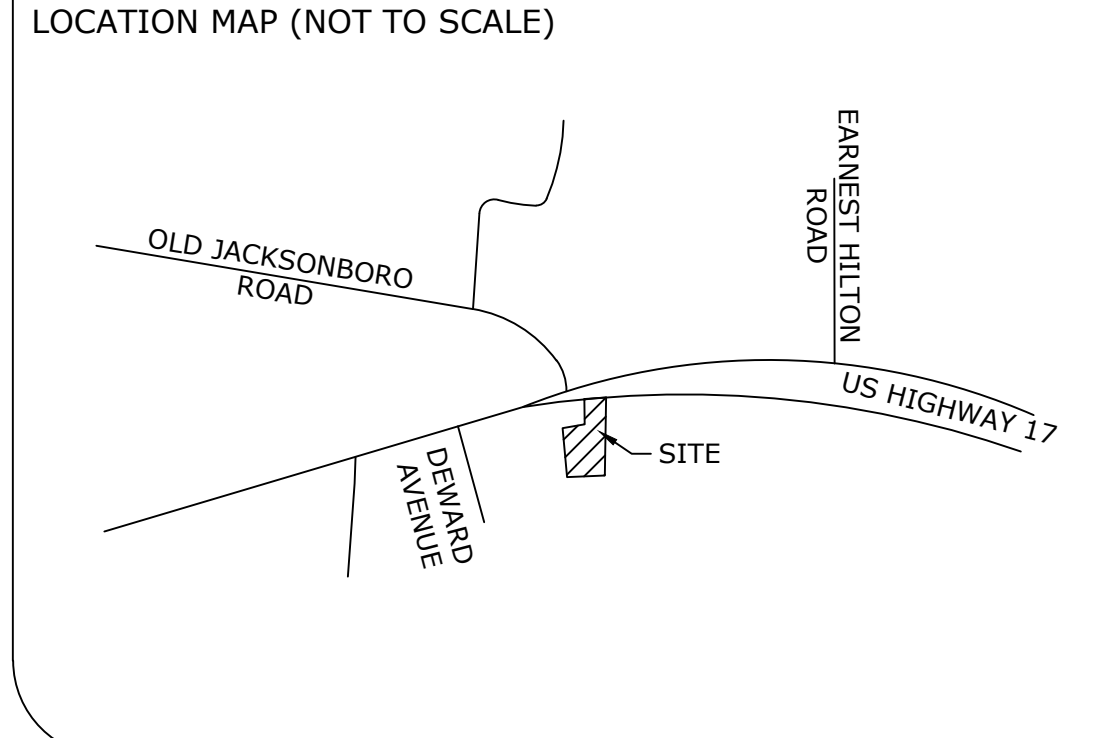 LOCATION MAP (NOT TO SCALE)
EARNEST HILTON
ROAD
OLD JACKSONBORO
ROAD
US HIGHWAY 17
SITE
DEWARD
AVENUE